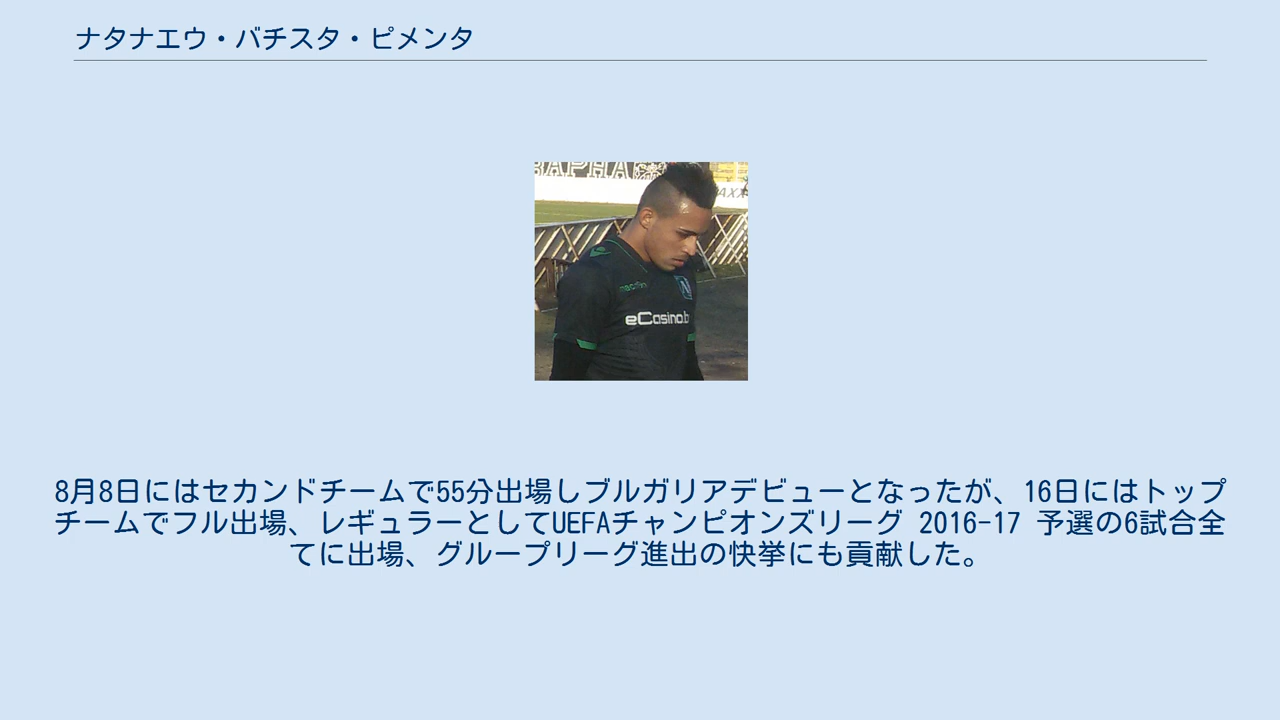 ナタナエウ・バチスタ・ピメンタ
macron
eCasino.b
8月8日にはセカンドチームで55分出場しブルガリアデビューとなったが、16日にはトップ
チームでフル出場、レギュラーとしてUEFAチャンピオンズリーグ 2016-17 予選の6試合全
てに出場、グループリーグ進出の快挙にも貢献した。